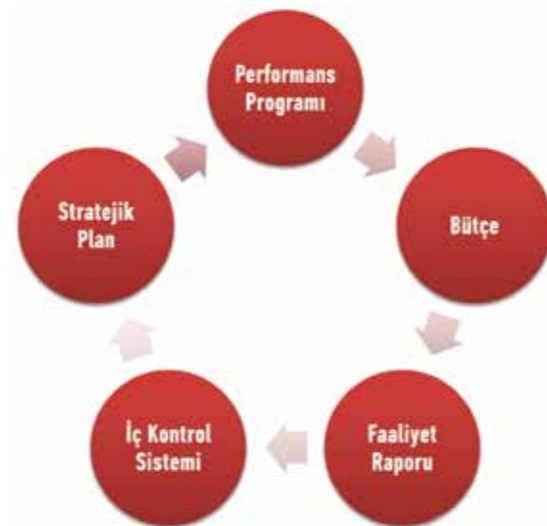 Performans
Programı
Stratejik
Plan
Bütçe
İç Kontrol
Sistemi
Faaliyet
Raporu